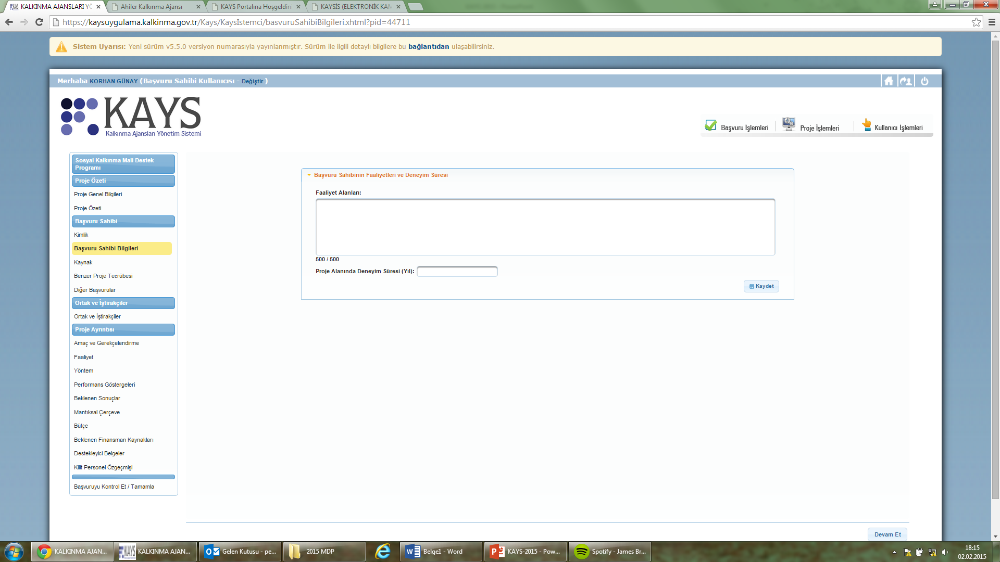 KALKINMA AJANSLARI YÖ
Ahiler Kalkınma Ajansı
KAYS Portalına Hoşgeldini
KAYSİS (ELEKTRONİK KAM
https://kaysuygulama.kalkinma.gov.tr/Kays/KaysIstemci/basvuruSahibiBilgileri.xhtml?pid=44711
Sistem Uyarısı: Yeni sürüm v5.5.0 versiyon numarasıyla yayınlanmıştır. Sürüm ile ilgili detaylı bilgilere bu bağlantıdan ulaşabilirsiniz.
Merhaba KORHAN GÜNAY (Başvuru Sahibi Kullanıcısı - Değiştir )
KAYS
Kalkınma Ajansları Yönetim Sistemi
Başvuru İşlemleri
Proje İşlemleri
Kullanıcı İşlemleri
Sosyal Kalkınma Mali Destek
Programı
Proje Özeti
Proje Genel Bilgileri
Proje Özeti
Başvuru Sahibi
Kimlik
Başvuru Sahibi Bilgileri
Kaynak
Benzer Proje Tecrübesi
Diğer Başvurular
Ortak ve İştirakçiler
Ortak ve İştirakçiler
Proje Ayrıntısı
Amaç ve Gerekçelendirme
Faaliyet
Yöntem
Performans Göstergeleri
Beklenen Sonuçlar
Mantıksal Çerçeve
Bütçe
Beklenen Finansman Kaynakları
Destekleyici Belgeler
Kilit Personel Özgeçmişi
Başvuruyu Kontrol Et / Tamamla
Başvuru Sahibinin Faaliyetleri ve Deneyim Süresi
Faaliyet Alanları:
500 / 500
Proje Alanında Deneyim Süresi (Yıl):
Kaydet
Devam Et
KALKINMA AJAN...
KALKINMA AJAN...
Gelen Kutusu - pe...
2015 MDP
Belge1 - Word
KAYS-2015 - Pow...
Spotify - James Br...
18:15
02.02.2015